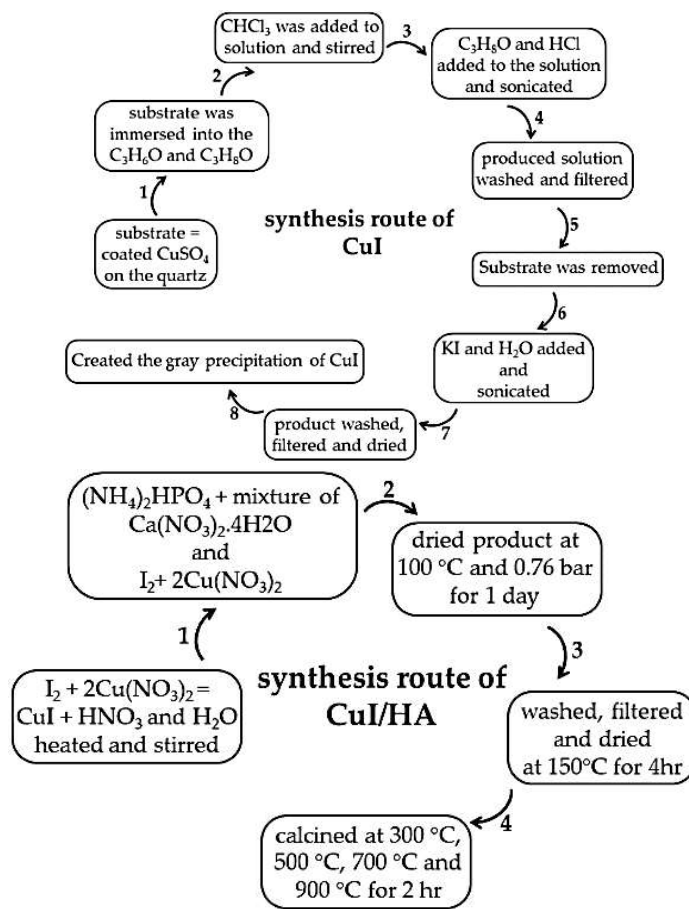 substrate =
coated CuSO₄
on the quartz
1
substrate was
immersed into the
C₃H₆O and C₃H₈O
2
CHCl₃ was added to
solution and stirred
3
C₃H₈O and HCl
added to the solution
and sonicated
4
produced solution
washed and filtered
5
Substrate was removed
6
KI and H₂O added
and
sonicated
7
product washed,
filtered and dried
8
Created the gray precipitation of CuI
synthesis route of
CuI
I₂ + 2Cu(NO₃)₂ =
CuI + HNO₃ and H₂O
heated and stirred
1
(NH₄)₂HPO₄ + mixture of
Ca(NO₃)₂.4H2O
and
I₂+ 2Cu(NO₃)₂
2
dried product at
100 °C and 0.76 bar
for 1 day
3
washed, filtered
and dried
at 150°C for 4hr
4
calcined at 300 °C,
500 °C, 700 °C and
900 °C for 2 hr
synthesis route of
CuI/HA